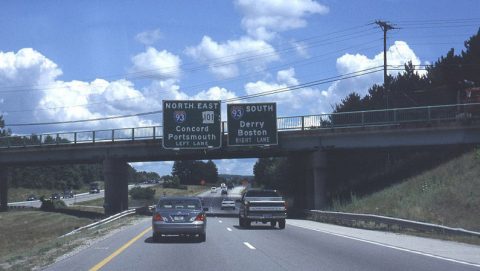 NORTH EAST
93 101
Concord
Portsmouth
LEFT LANE
93 SOUTH
Derry
Boston
RIGHT LANE